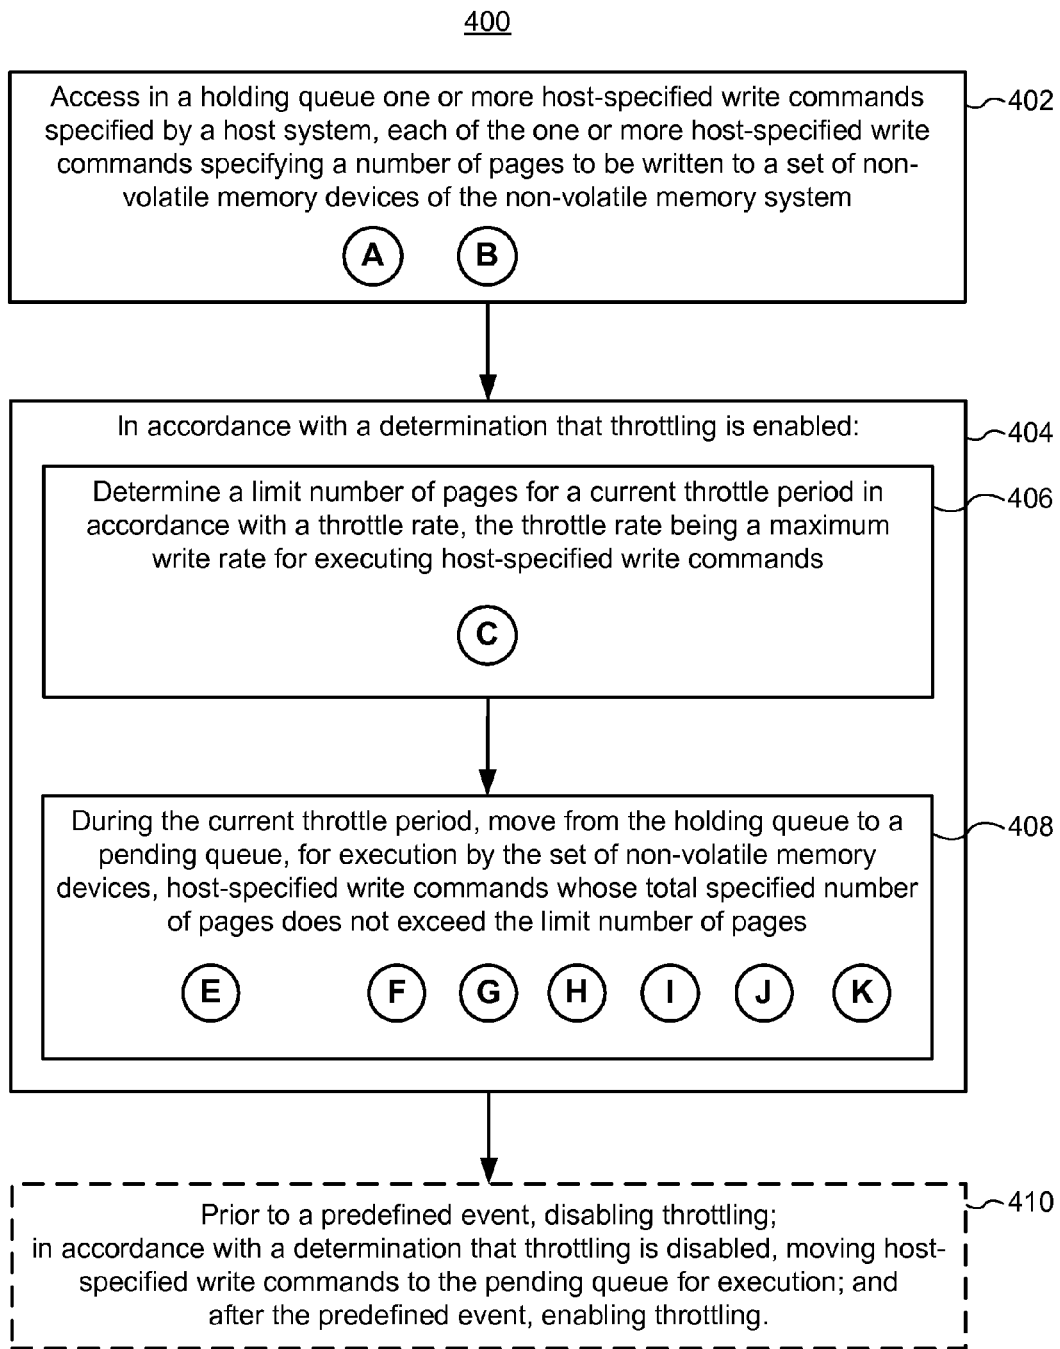 400
Access in a holding queue one or more host-specified write commands
specified by a host system, each of the one or more host-specified write
commands specifying a number of pages to be written to a set of non-
volatile memory devices of the non-volatile memory system
402
A B
In accordance with a determination that throttling is enabled:
404
Determine a limit number of pages for a current throttle period in
accordance with a throttle rate, the throttle rate being a maximum
write rate for executing host-specified write commands
406
C
During the current throttle period, move from the holding queue to a
pending queue, for execution by the set of non-volatile memory
devices, host-specified write commands whose total specified number
of pages does not exceed the limit number of pages
408
E F G H I J K
Prior to a predefined event, disabling throttling;
in accordance with a determination that throttling is disabled, moving host-
specified write commands to the pending queue for execution; and
after the predefined event, enabling throttling.
410